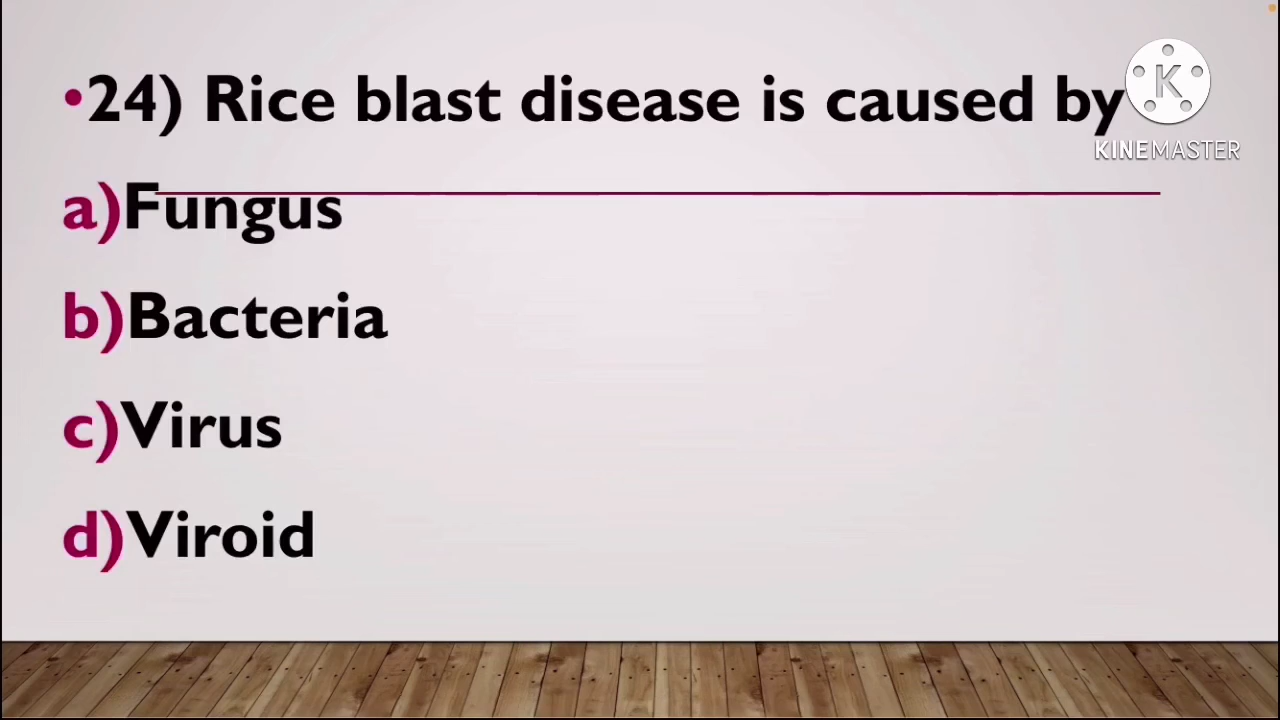 •24) Rice blast disease is caused by
a)Fungus
b)Bacteria
c)Virus
d)Viroid
K
KINEMASTER